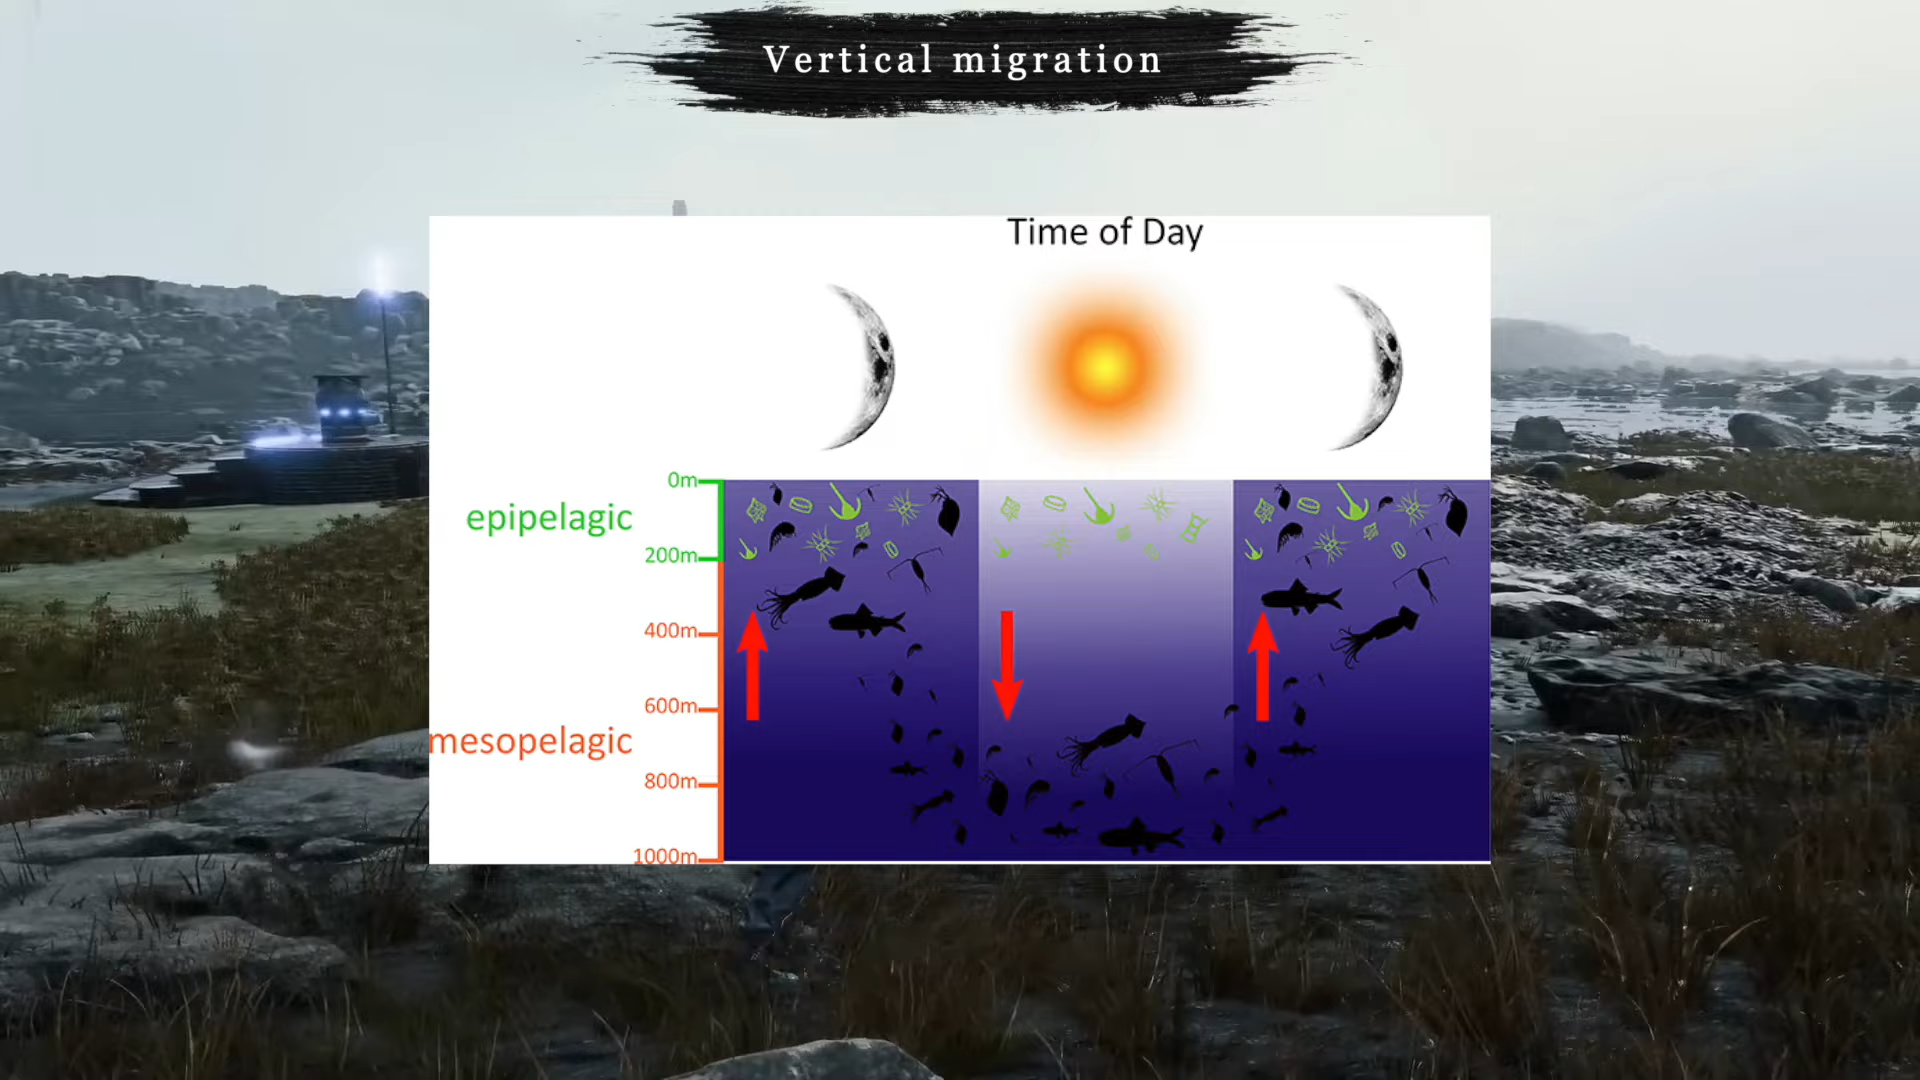 Vertical migration
Time of Day
0m
epipelagic
200m
400m
600m
mesopelagic
800m
1000m